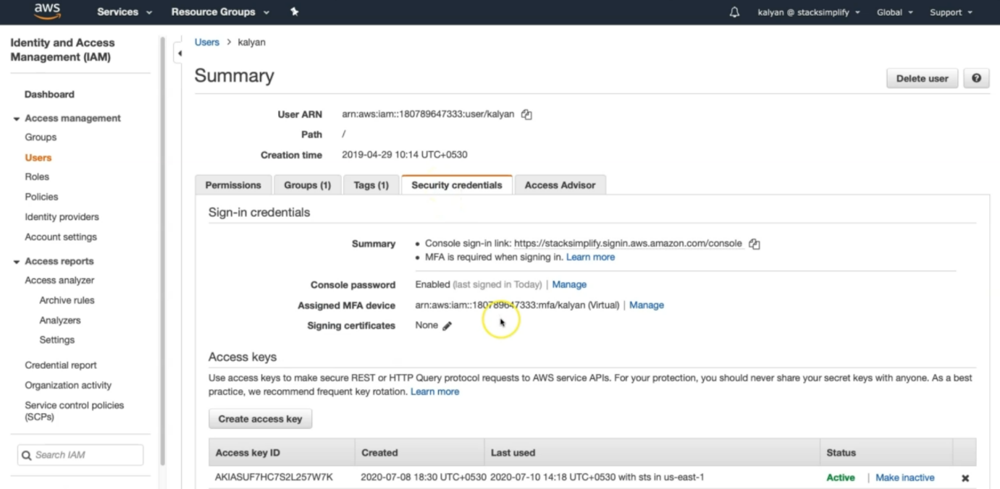 aws Services Resource Groups kalyan @ stacksimplify Global Support
Identity and Access
Management (IAM)
Dashboard
Access management
Groups
Users
Roles
Policies
Identity providers
Account settings
Access reports
Access analyzer
Archive rules
Analyzers
Settings
Credential report
Organization activity
Service control policies
(SCPs)
Search IAM
Users > kalyan
Summary
Delete user
User ARN arn:aws:iam::180789647333:user/kalyan
Path /
Creation time 2019-04-29 10:14 UTC+0530
Permissions Groups (1) Tags (1) Security credentials Access Advisor
Sign-in credentials
Summary • Console sign-in link: https://stacksimplify.signin.aws.amazon.com/console
• MFA is required when signing in. Learn more
Console password Enabled (last signed in Today) | Manage
Assigned MFA device arn:aws:iam::180789647333:mfa/kalyan (Virtual) | Manage
Signing certificates None
Access keys
Use access keys to make secure REST or HTTP Query protocol requests to AWS service APIs. For your protection, you should never share your secret keys with anyone. As a best
practice, we recommend frequent key rotation. Learn more
Create access key
Access key ID Created Last used Status
AKIASUF7HC7S2L257W7K 2020-07-08 18:30 UTC+0530 2020-07-10 14:18 UTC+0530 with sts in us-east-1 Active | Make inactive